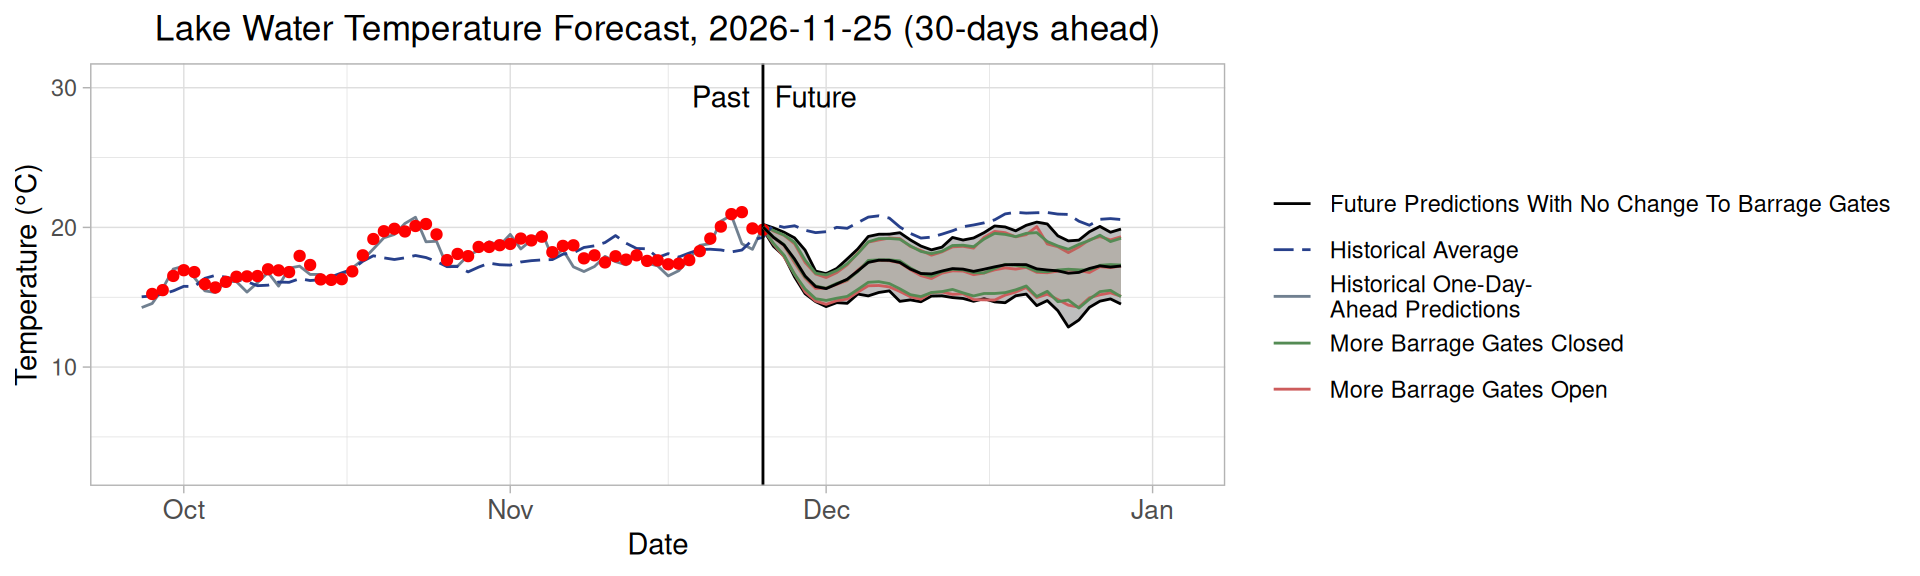 Lake Water Temperature Forecast, 2026-11-25 (30-days ahead)
Past
Future
30
20
10
Temperature (°C)
Oct
Nov
Dec
Jan
Date
Future Predictions With No Change To Barrage Gates
Historical Average
Historical One-Day-
Ahead Predictions
More Barrage Gates Closed
More Barrage Gates Open